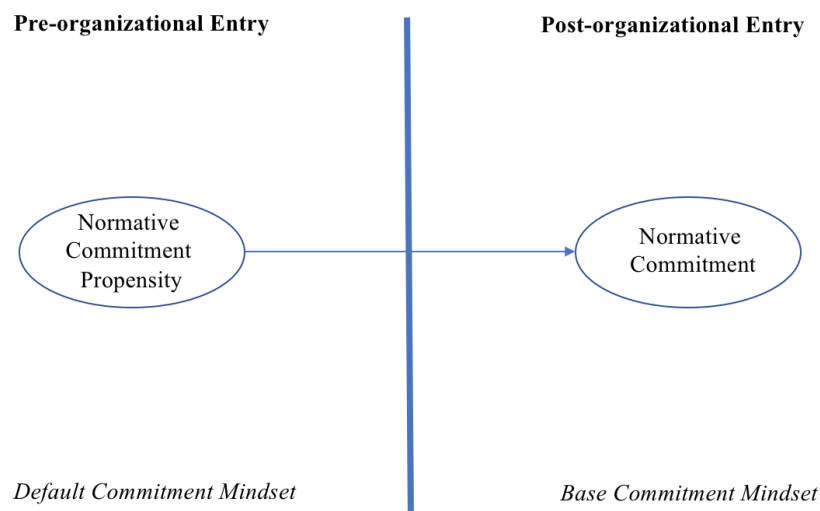 Pre-organizational Entry
Post-organizational Entry
Normative
Commitment
Propensity
Normative
Commitment
Default Commitment Mindset
Base Commitment Mindset